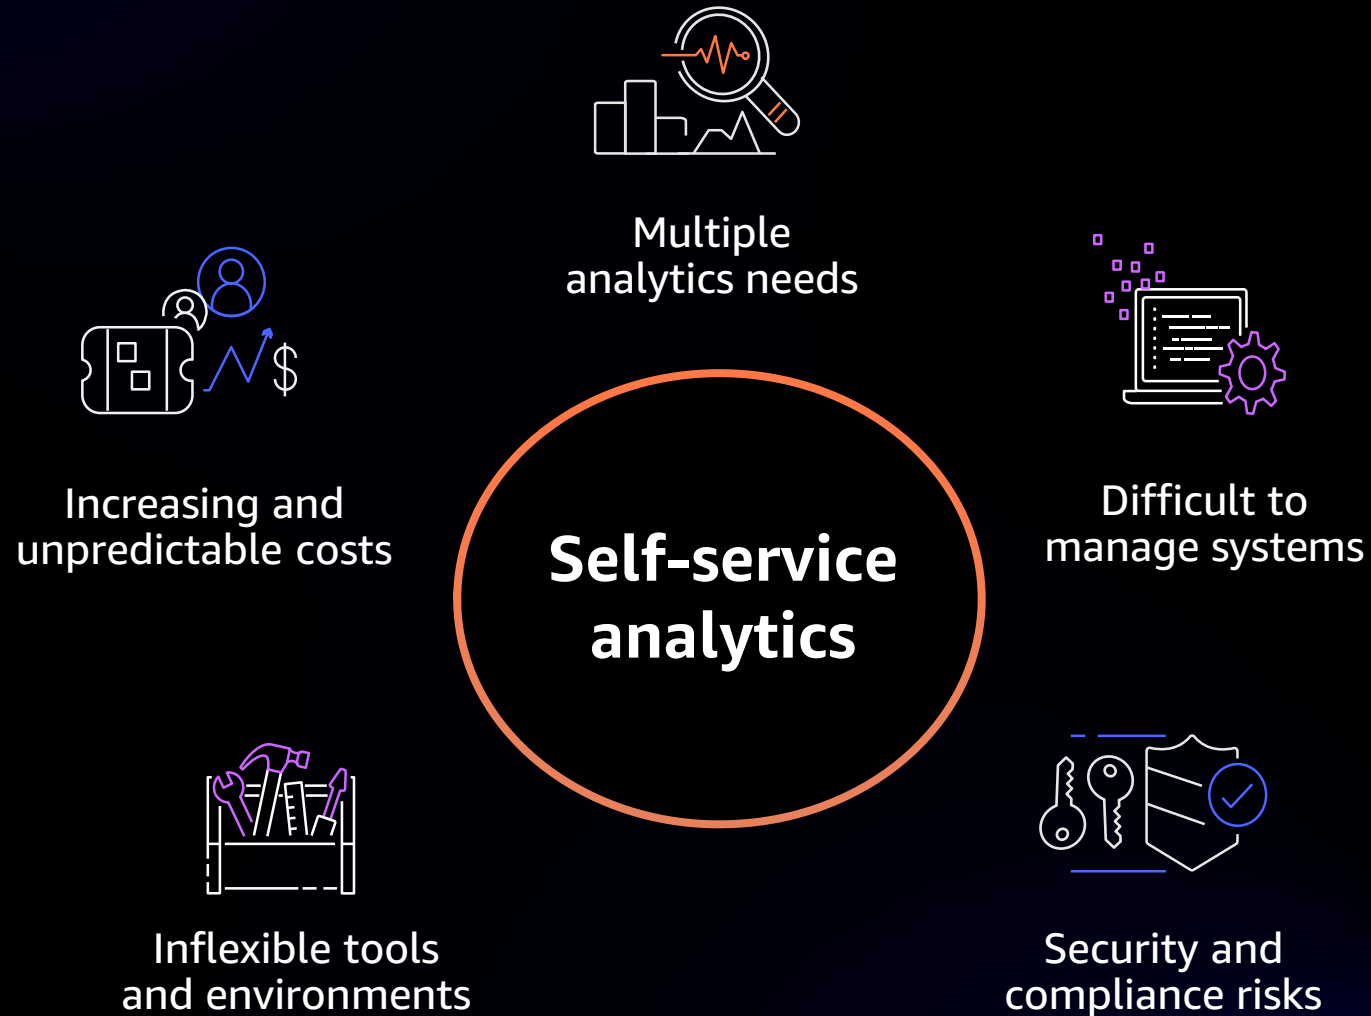 Multiple
analytics needs
Increasing and
unpredictable costs
$
Difficult to
manage systems
Self-service
analytics
Inflexible tools
and environments
Security and
compliance risks